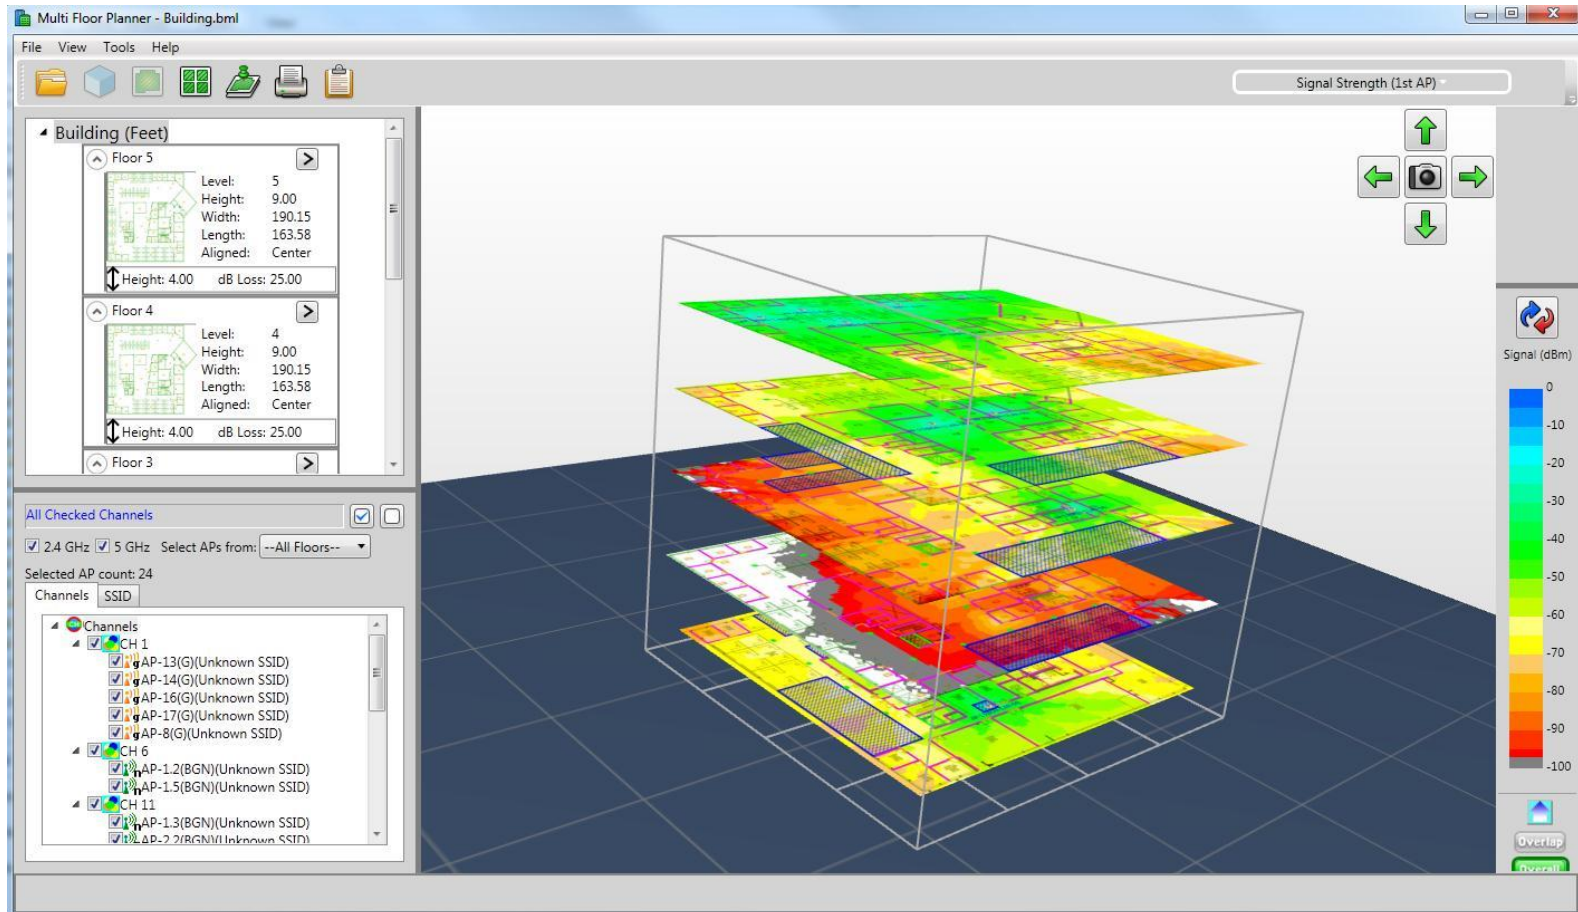 Multi Floor Planner - Building.bml
File View Tools Help
Signal Strength (1st AP)
Building (Feet)
Floor 5
Level: 5
Height: 9.00
Width: 190.15
Length: 163.58
Aligned: Center
Height: 4.00 dB Loss: 25.00
Floor 4
Level: 4
Height: 9.00
Width: 190.15
Length: 163.58
Aligned: Center
Height: 4.00 dB Loss: 25.00
Floor 3
All Checked Channels
2.4 GHz 5 GHz Select APs from: --All Floors--
Selected AP count: 24
Channels SSID
Channels
CH 1
AP-13(G)(Unknown SSID)
AP-14(G)(Unknown SSID)
AP-16(G)(Unknown SSID)
AP-17(G)(Unknown SSID)
AP-8(G)(Unknown SSID)
CH 6
AP-1.2(BGN)(Unknown SSID)
AP-1.5(BGN)(Unknown SSID)
CH 11
AP-1.3(BGN)(Unknown SSID)
AP-2.2(BGN)(Unknown SSID)
Signal (dBm)
0
-10
-20
-30
-40
-50
-60
-70
-80
-90
-100
Overlap
Overall